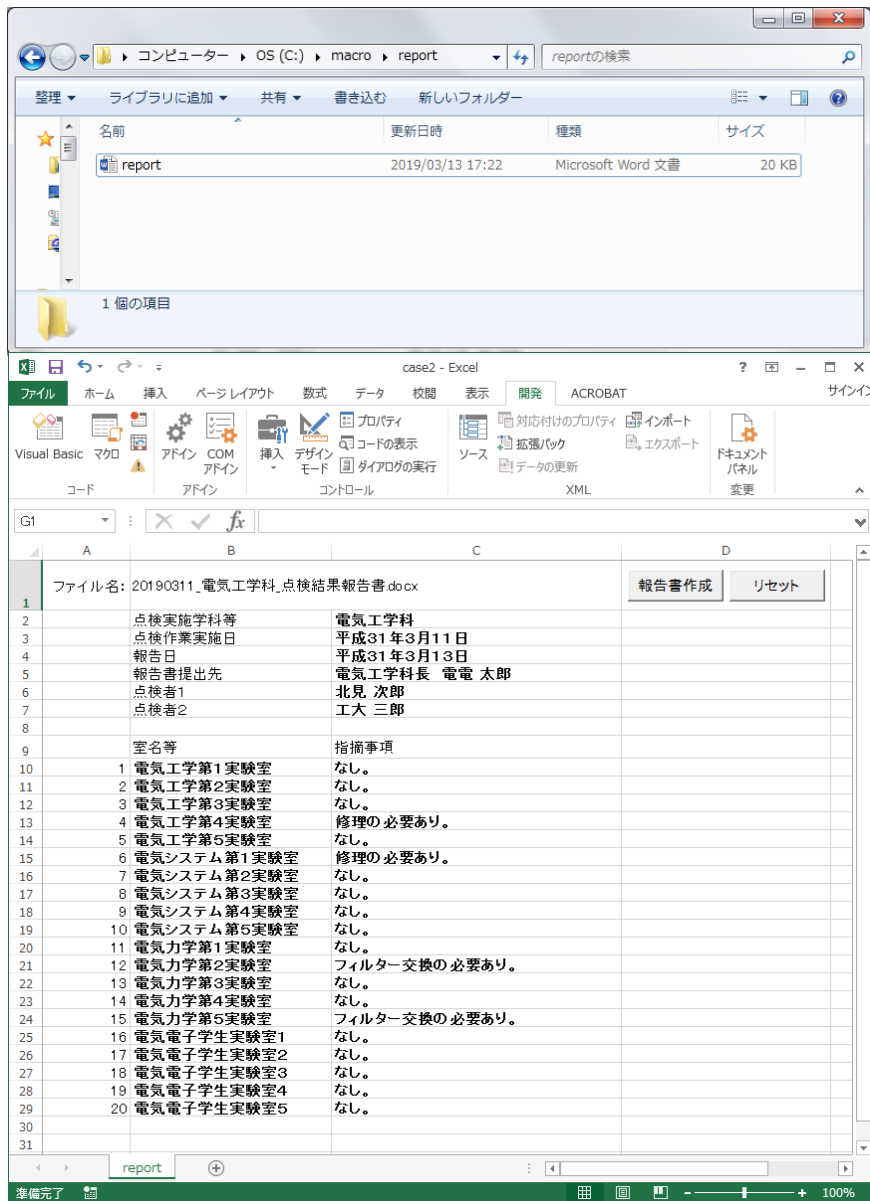 コンピューター ▸ OS (C:) ▸ macro ▸ report
reportの検索
整理 ライブラリに追加 共有 書き込む 新しいフォルダー
名前 更新日時 種類 サイズ
report 2019/03/13 17:22 Microsoft Word 文書 20 KB
1 個の項目
case2 - Excel
ファイル ホーム 挿入 ページ レイアウト 数式 データ 校閲 表示 開発 ACROBAT サインイン
Visual Basic マクロ アドイン COM アドイン 挿入 デザイン モード プロパティ コードの表示 ダイアログの実行 ソース 対応付けのプロパティ 拡張パック データの更新 インポート エクスポート ドキュメント パネル
コード アドイン コントロール XML 変更
G1 fx
A B C D
1 ファイル名: 20190311_電気工学科_点検結果報告書.docx 報告書作成 リセット
2 点検実施学科等 電気工学科
3 点検作業実施日 平成31年3月11日
4 報告日 平成31年3月13日
5 報告書提出先 電気工学科長 電電 太郎
6 点検者1 北見 次郎
7 点検者2 工大 三郎
8
9 室名等 指摘事項
10 1 電気工学第1実験室 なし。
11 2 電気工学第2実験室 なし。
12 3 電気工学第3実験室 なし。
13 4 電気工学第4実験室 修理の必要あり。
14 5 電気工学第5実験室 なし。
15 6 電気システム第1実験室 修理の必要あり。
16 7 電気システム第2実験室 なし。
17 8 電気システム第3実験室 なし。
18 9 電気システム第4実験室 なし。
19 10 電気システム第5実験室 なし。
20 11 電気力学第1実験室 なし。
21 12 電気力学第2実験室 フィルター交換の必要あり。
22 13 電気力学第3実験室 なし。
23 14 電気力学第4実験室 なし。
24 15 電気力学第5実験室 フィルター交換の必要あり。
25 16 電気電子学生実験室1 なし。
26 17 電気電子学生実験室2 なし。
27 18 電気電子学生実験室3 なし。
28 19 電気電子学生実験室4 なし。
29 20 電気電子学生実験室5 なし。
30
31
report
準備完了 100%